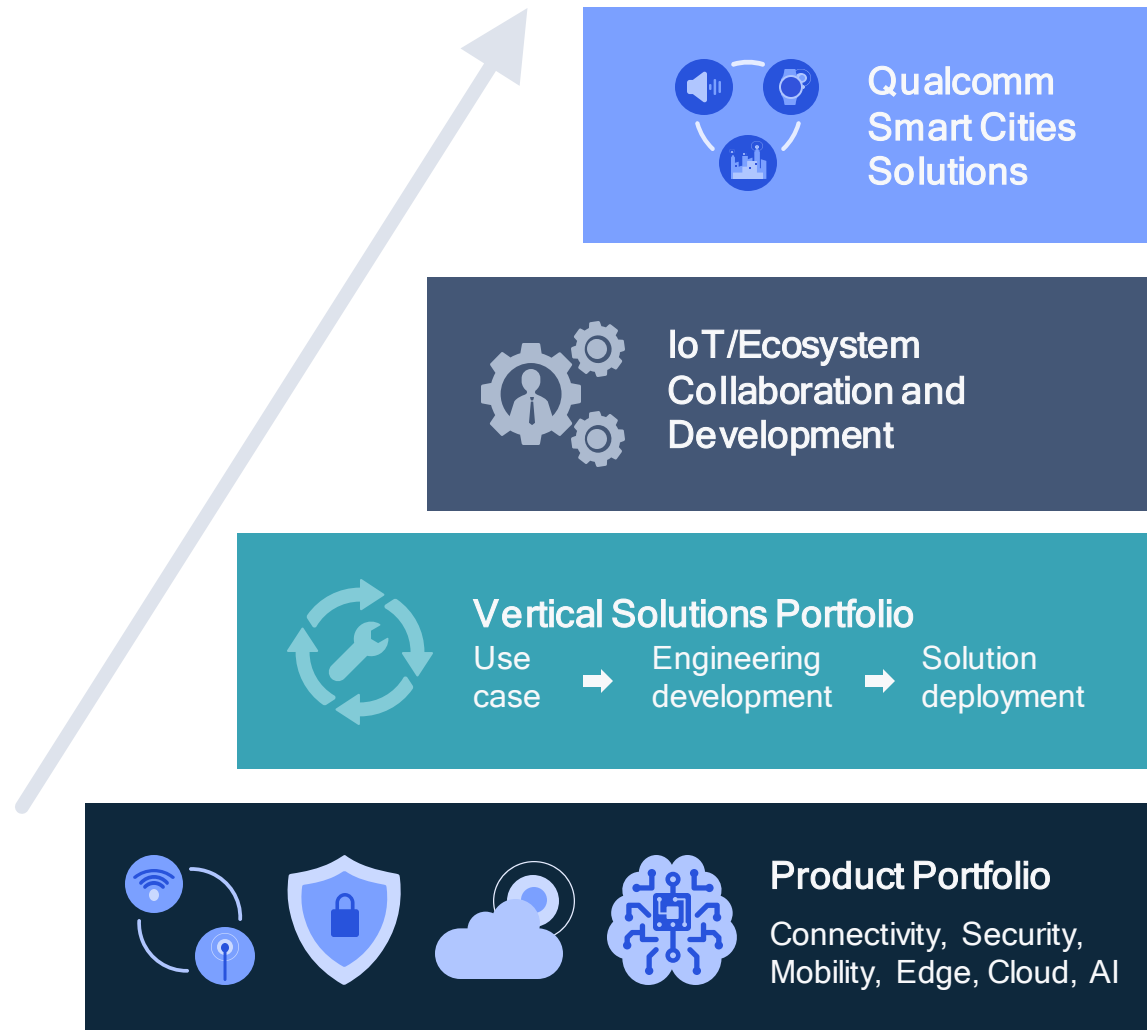 Qualcomm
Smart Cities
Solutions
IoT/Ecosystem
Collaboration and
Development
Vertical Solutions Portfolio
Use
case
Engineering
development
Solution
deployment
Product Portfolio
Connectivity, Security,
Mobility, Edge, Cloud, AI